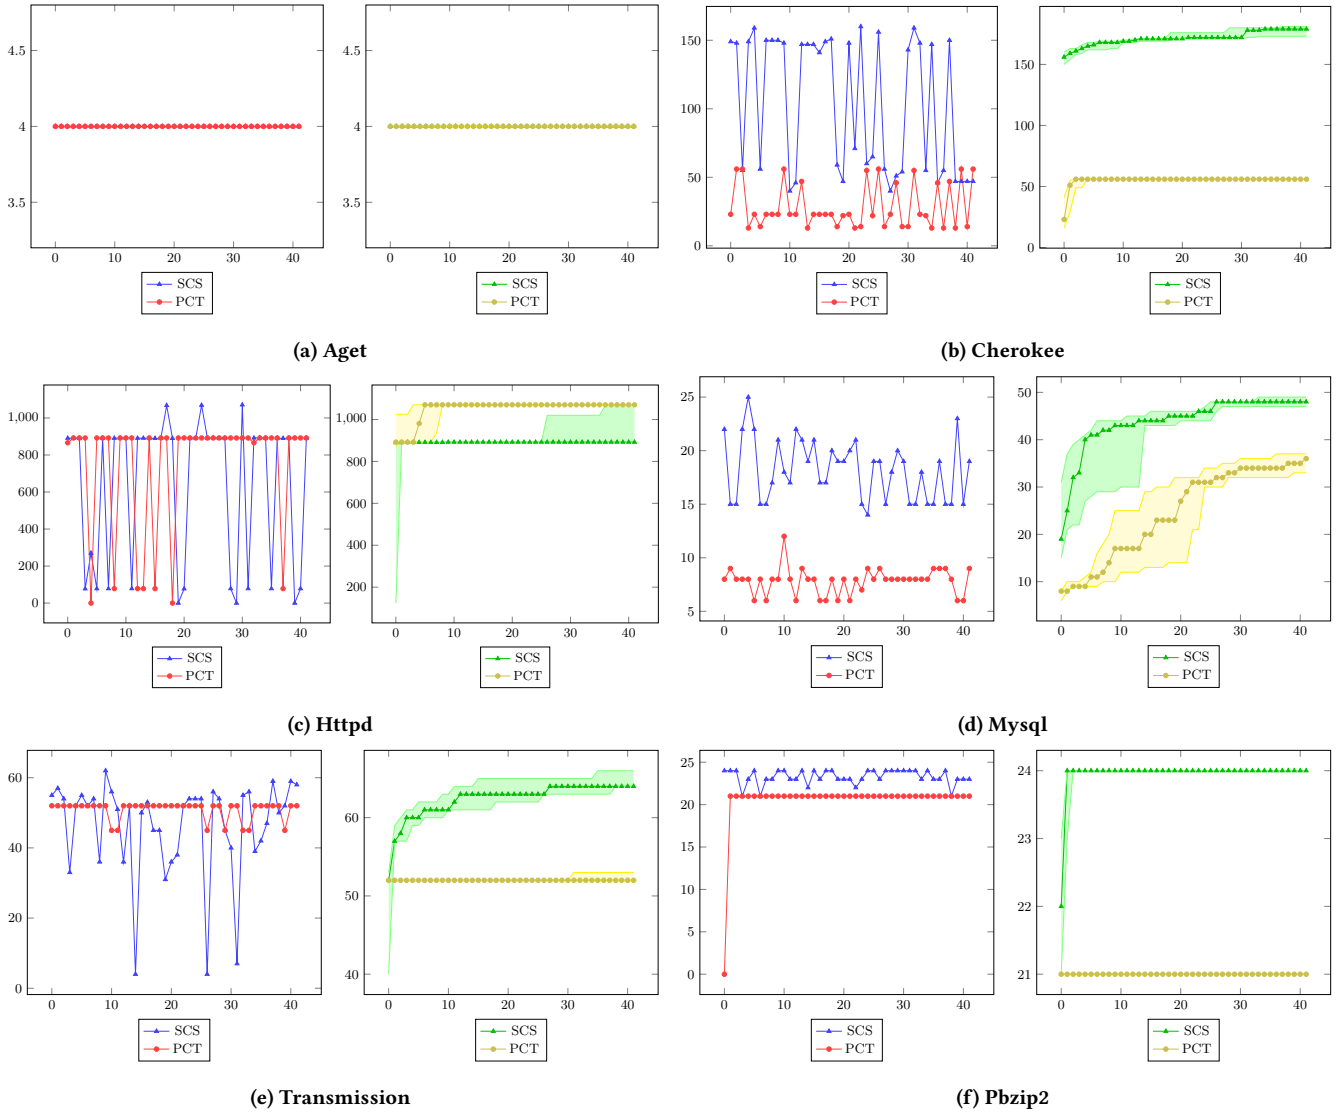 4.5
4
3.5
0 10 20 30 40
SCS
PCT
4.5
4
3.5
0 10 20 30 40
SCS
PCT
(a) Aget
150
100
50
0
0 10 20 30 40
SCS
PCT
150
100
50
0
0 10 20 30 40
SCS
PCT
(b) Cherokee
1,000
800
600
400
200
0
0 10 20 30 40
SCS
PCT
1,000
800
600
400
200
0 10 20 30 40
SCS
PCT
(c) Httpd
25
20
15
10
5
0 10 20 30 40
SCS
PCT
50
40
30
20
10
0 10 20 30 40
SCS
PCT
(d) Mysql
60
40
20
0
0 10 20 30 40
SCS
PCT
60
50
40
0 10 20 30 40
SCS
PCT
(e) Transmission
25
20
15
10
5
0
0 10 20 30 40
SCS
PCT
24
23
22
21
0 10 20 30 40
SCS
PCT
(f) Pbzip2